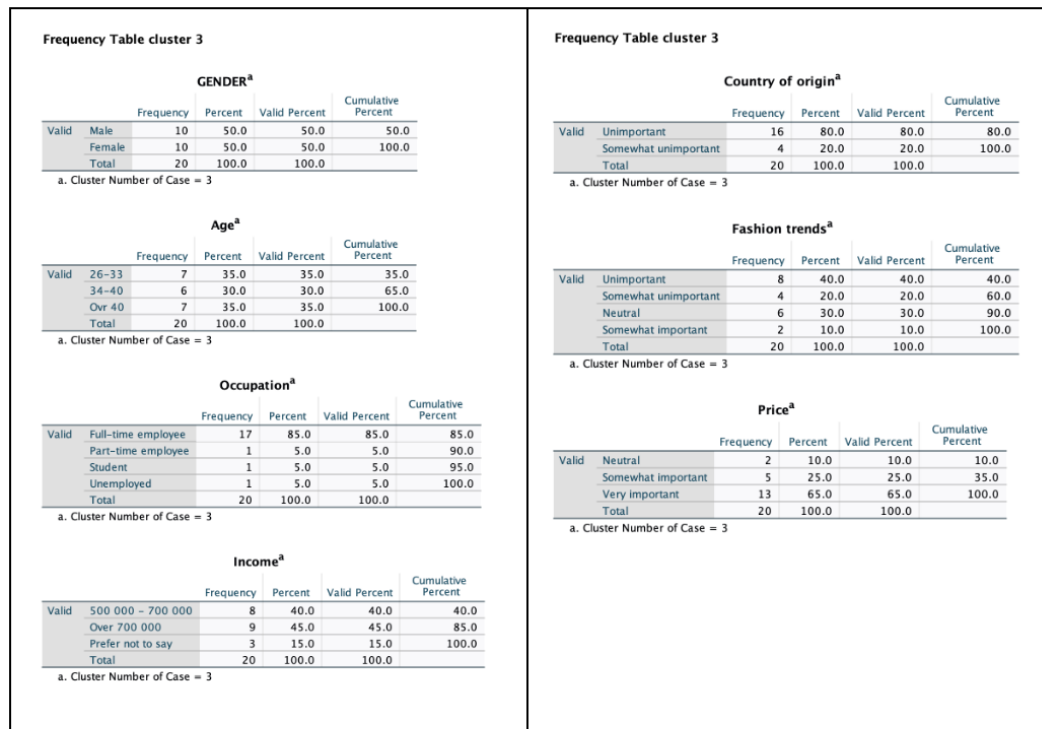 Frequency Table cluster 3
GENDERa
Frequency Percent Valid Percent Cumulative Percent
Valid Male 10 50.0 50.0 50.0
Female 10 50.0 50.0 100.0
Total 20 100.0 100.0
a. Cluster Number of Case = 3
Agea
Frequency Percent Valid Percent Cumulative Percent
Valid 26-33 7 35.0 35.0 35.0
34-40 6 30.0 30.0 65.0
Ovr 40 7 35.0 35.0 100.0
Total 20 100.0 100.0
a. Cluster Number of Case = 3
Occupationa
Frequency Percent Valid Percent Cumulative Percent
Valid Full-time employee 17 85.0 85.0 85.0
Part-time employee 1 5.0 5.0 90.0
Student 1 5.0 5.0 95.0
Unemployed 1 5.0 5.0 100.0
Total 20 100.0 100.0
a. Cluster Number of Case = 3
Incomea
Frequency Percent Valid Percent Cumulative Percent
Valid 500 000 - 700 000 8 40.0 40.0 40.0
Over 700 000 9 45.0 45.0 85.0
Prefer not to say 3 15.0 15.0 100.0
Total 20 100.0 100.0
a. Cluster Number of Case = 3
Frequency Table cluster 3
Country of origina
Frequency Percent Valid Percent Cumulative Percent
Valid Unimportant 16 80.0 80.0 80.0
Somewhat unimportant 4 20.0 20.0 100.0
Total 20 100.0 100.0
a. Cluster Number of Case = 3
Fashion trendsa
Frequency Percent Valid Percent Cumulative Percent
Valid Unimportant 8 40.0 40.0 40.0
Somewhat unimportant 4 20.0 20.0 60.0
Neutral 6 30.0 30.0 90.0
Somewhat important 2 10.0 10.0 100.0
Total 20 100.0 100.0
a. Cluster Number of Case = 3
Pricea
Frequency Percent Valid Percent Cumulative Percent
Valid Neutral 2 10.0 10.0 10.0
Somewhat important 5 25.0 25.0 35.0
Very important 13 65.0 65.0 100.0
Total 20 100.0 100.0
a. Cluster Number of Case = 3